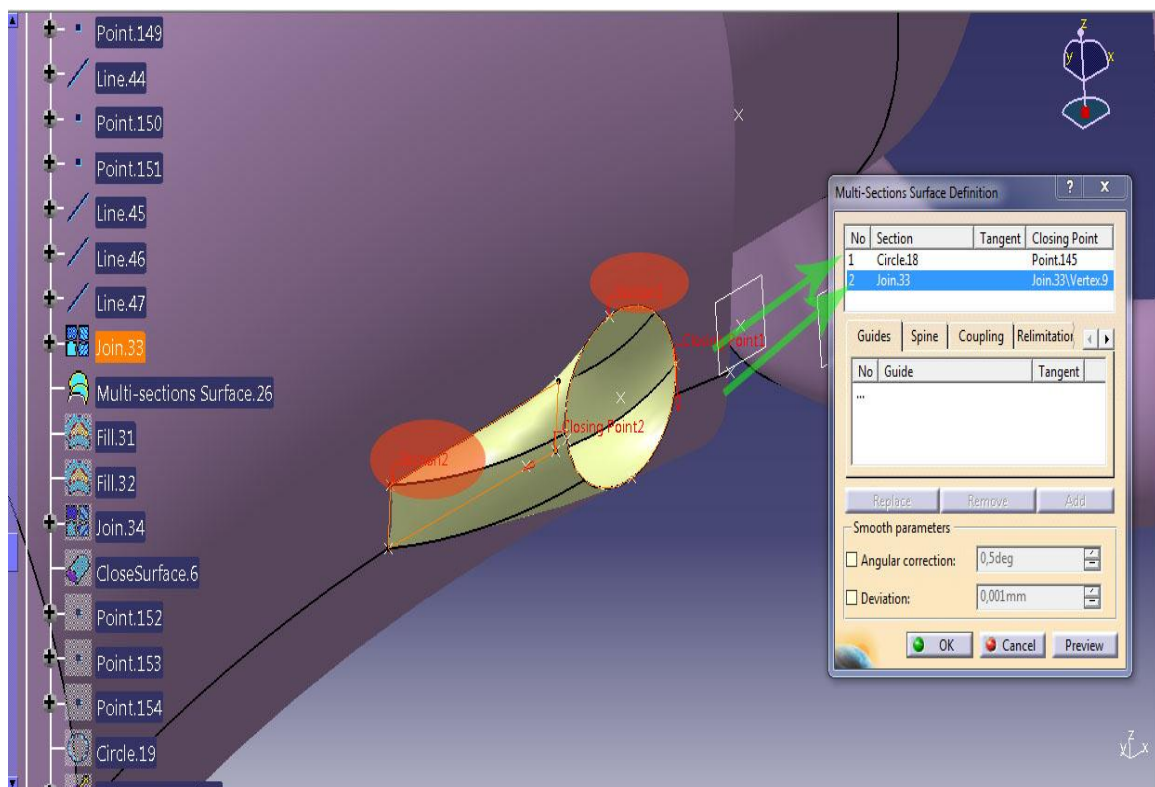 Point.149
Line.44
Point.150
Point.151
Line.45
Line.46
Line.47
Join.33
Multi-sections Surface.26
Fill.31
Fill.32
Join.34
CloseSurface.6
Point.152
Point.153
Point.154
Circle.19
Section2
Closing Point2
Closing Point1
z
y x
Multi-Sections Surface Definition ? X
No Section Tangent Closing Point
1 Circle.18 Point.145
2 Join.33 Join.33\Vertex.9
Guides Spine Coupling Relimitation
No Guide Tangent
...
Replace Remove Add
Smooth parameters
Angular correction: 0,5deg
Deviation: 0,001mm
OK Cancel Preview
z
y x